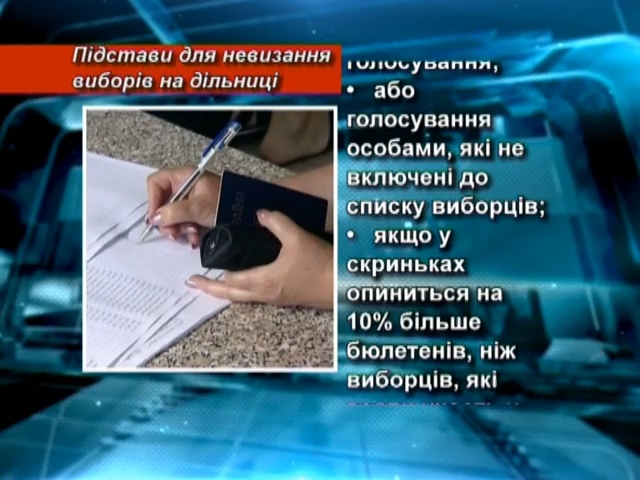 Підстави для невизання
виборів на дільниці
голосування;
• або
голосування
особами, які не
включені до
списку виборців;
• якщо у
скриньках
опиниться на
10% більше
бюлетенів, ніж
виборців, які